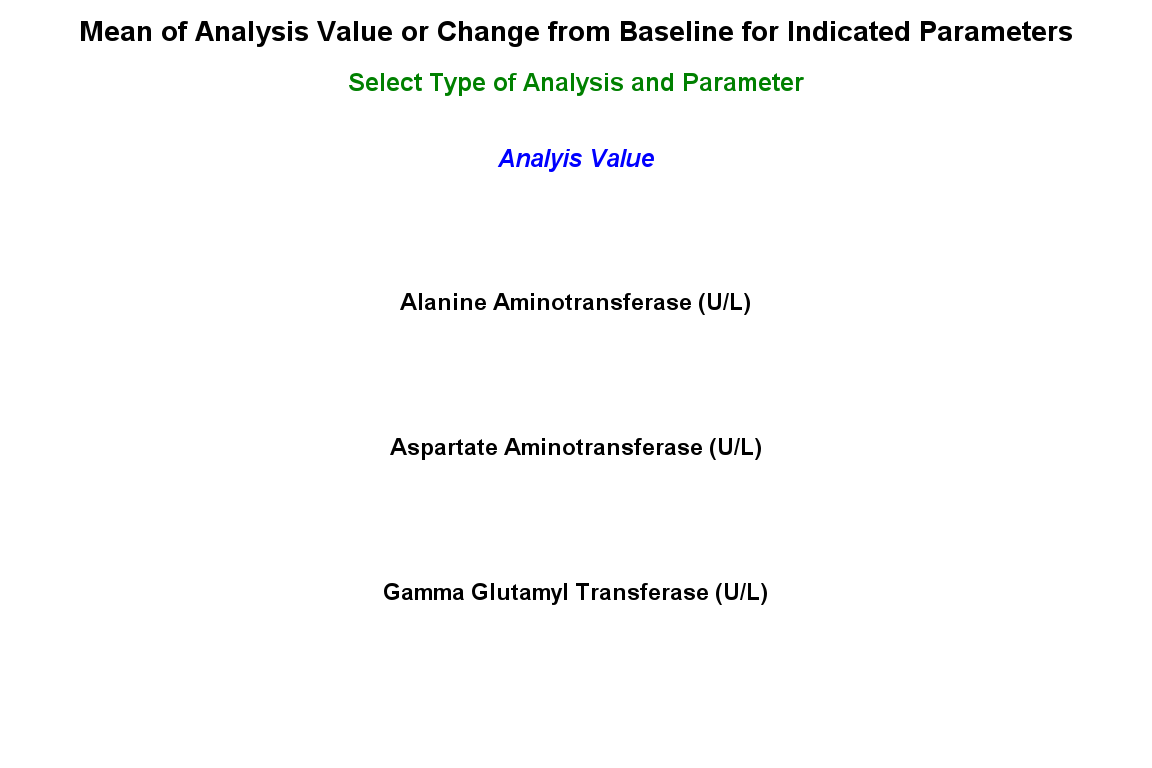 Mean of Analysis Value or Change from Baseline for Indicated Parameters
Select Type of Analysis and Parameter
Analyis Value
Alanine Aminotransferase (U/L)
Aspartate Aminotransferase (U/L)
Gamma Glutamyl Transferase (U/L)